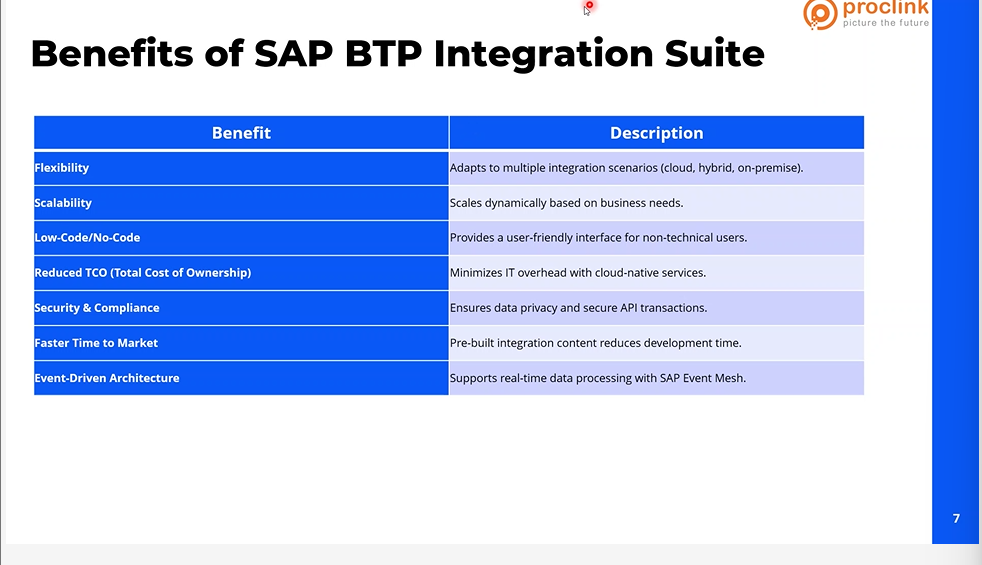 proclink
picture the future
Benefits of SAP BTP Integration Suite
Benefit Description
Flexibility Adapts to multiple integration scenarios (cloud, hybrid, on-premise).
Scalability Scales dynamically based on business needs.
Low-Code/No-Code Provides a user-friendly interface for non-technical users.
Reduced TCO (Total Cost of Ownership) Minimizes IT overhead with cloud-native services.
Security & Compliance Ensures data privacy and secure API transactions.
Faster Time to Market Pre-built integration content reduces development time.
Event-Driven Architecture Supports real-time data processing with SAP Event Mesh.
7